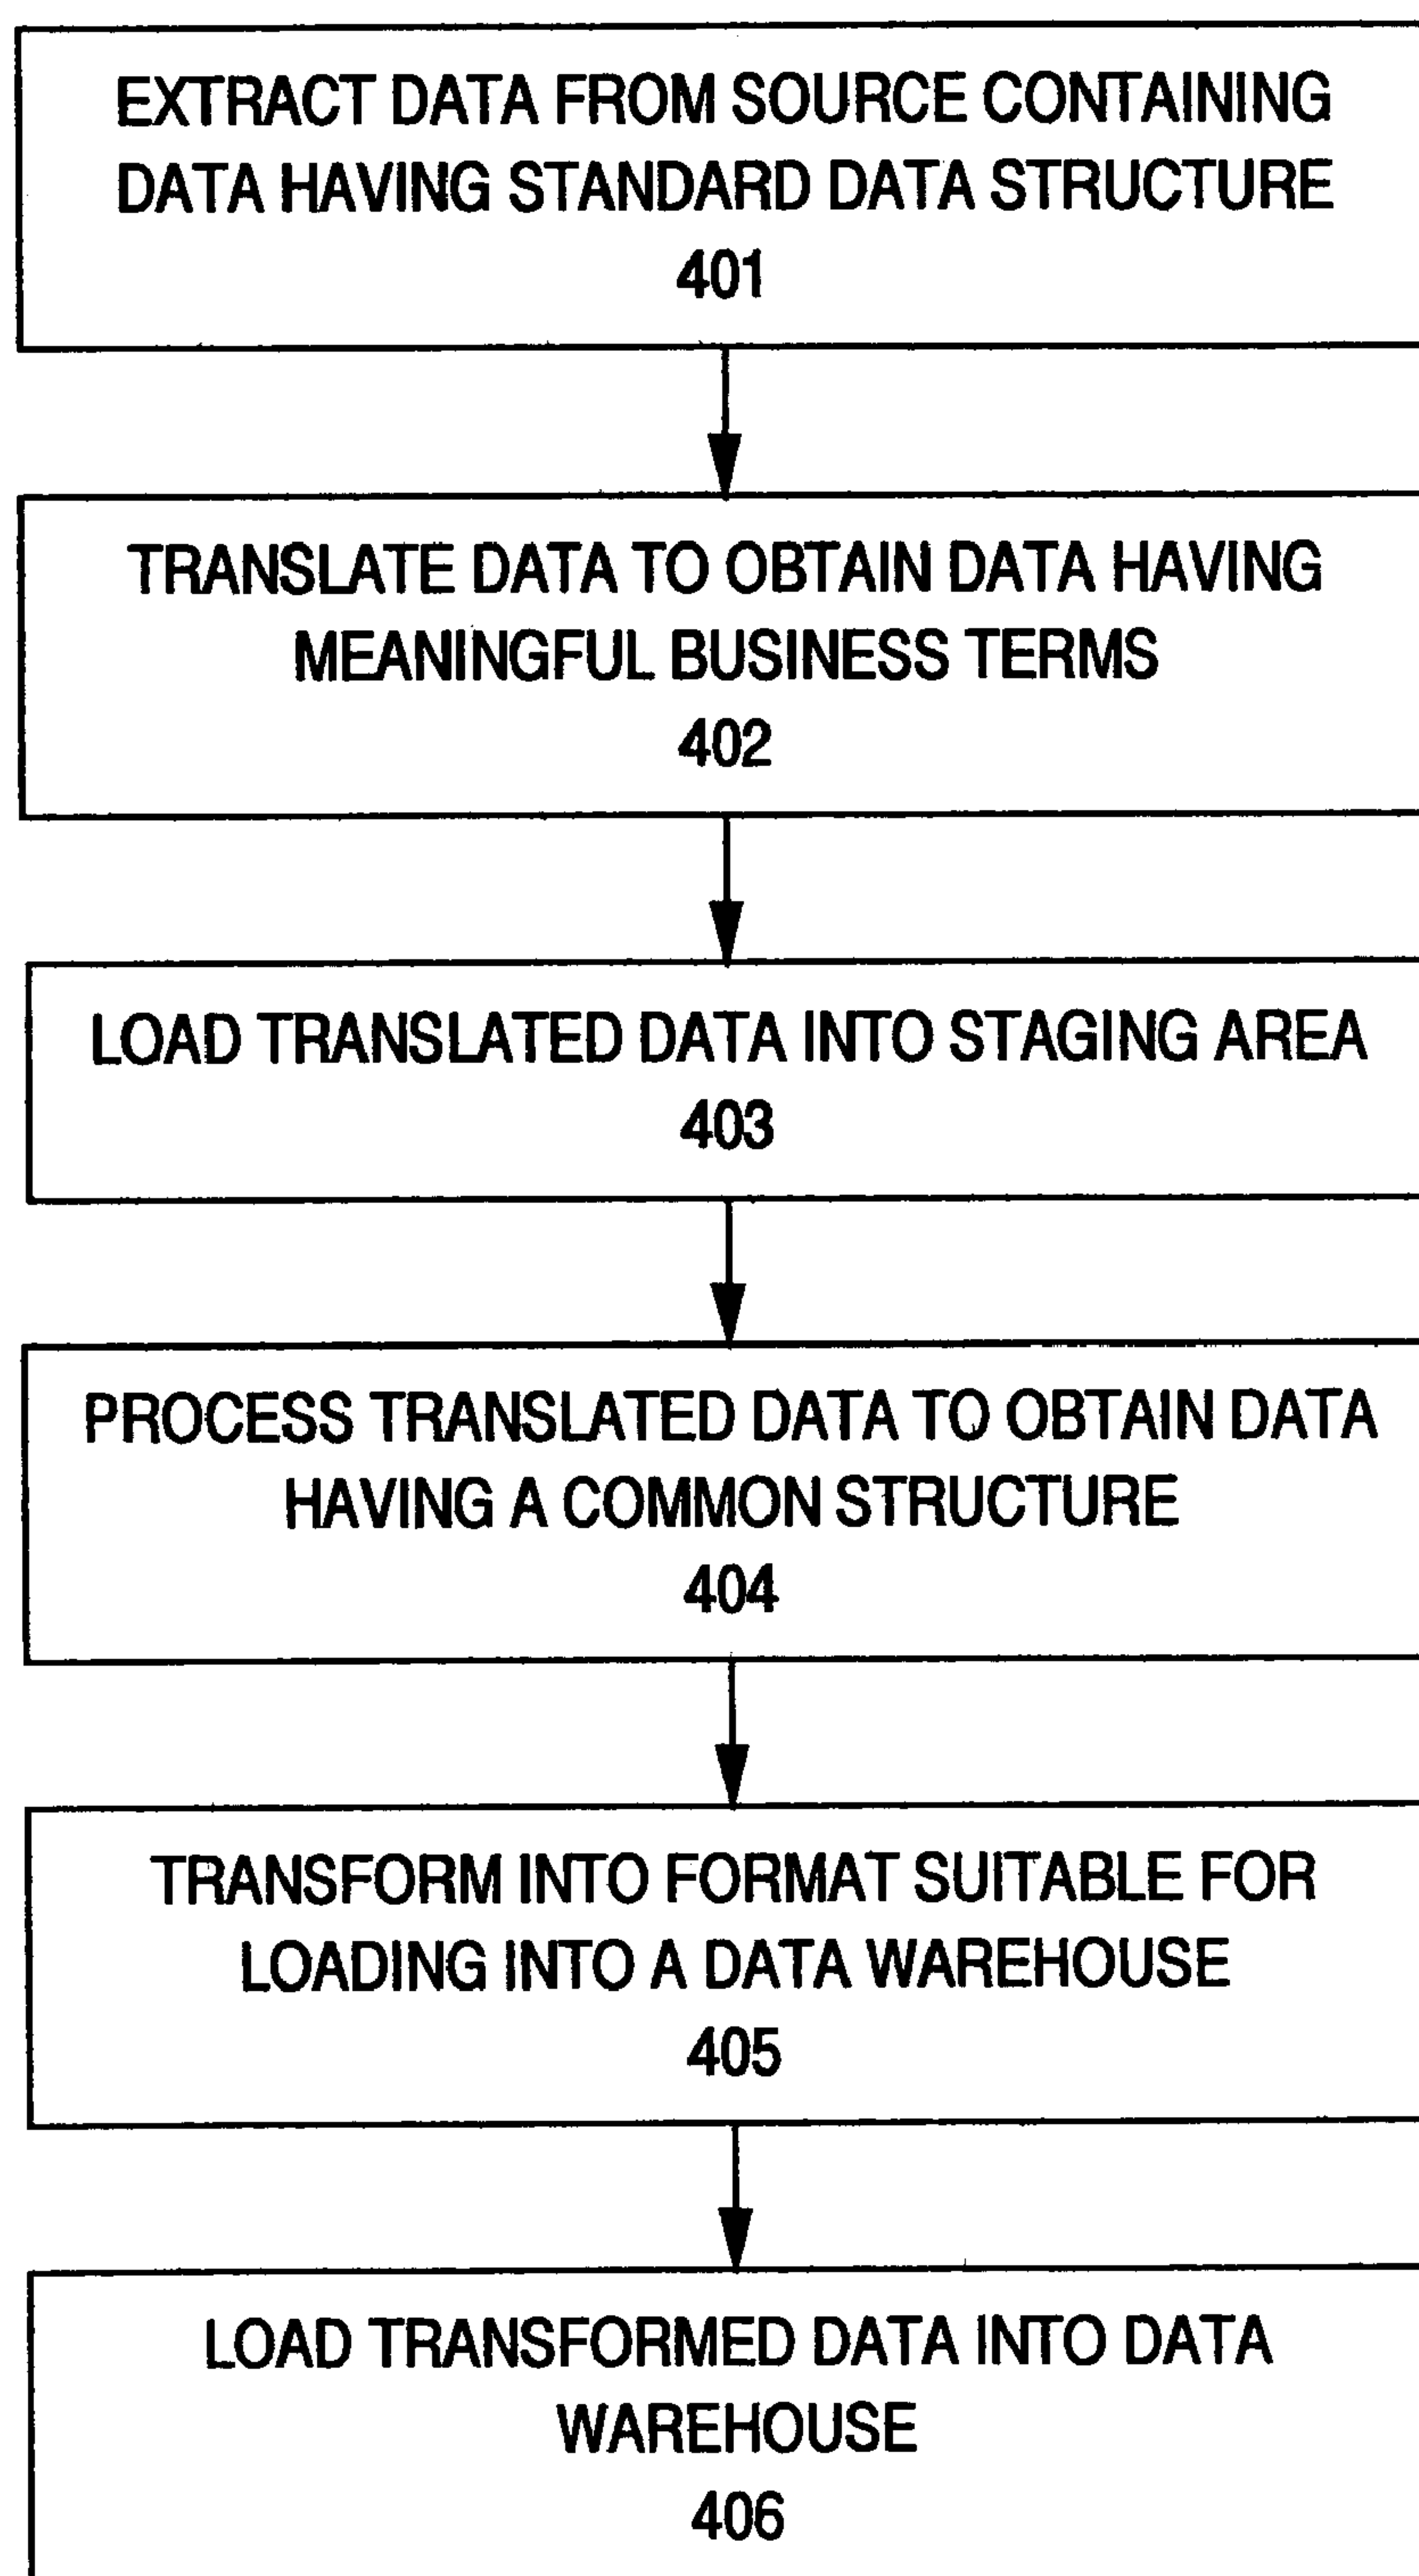 EXTRACT DATA FROM SOURCE CONTAINING
DATA HAVING STANDARD DATA STRUCTURE
401
TRANSLATE DATA TO OBTAIN DATA HAVING
MEANINGFUL BUSINESS TERMS
402
LOAD TRANSLATED DATA INTO STAGING AREA
403
PROCESS TRANSLATED DATA TO OBTAIN DATA
HAVING A COMMON STRUCTURE
404
TRANSFORM INTO FORMAT SUITABLE FOR
LOADING INTO A DATA WAREHOUSE
405
LOAD TRANSFORMED DATA INTO DATA
WAREHOUSE
406